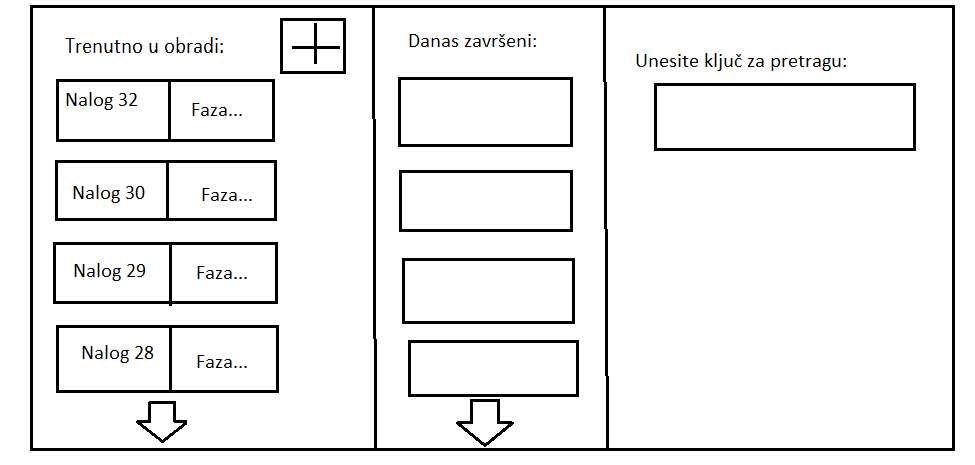 Trenutno u obradi:
Nalog 32
Faza...
Nalog 30
Faza...
Nalog 29
Faza...
Nalog 28
Faza...
Danas završeni:
Unesite ključ za pretragu: